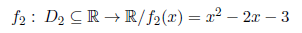 f₂ : D₂ ⊆ ℝ → ℝ/f₂(x) = x² − 2x − 3